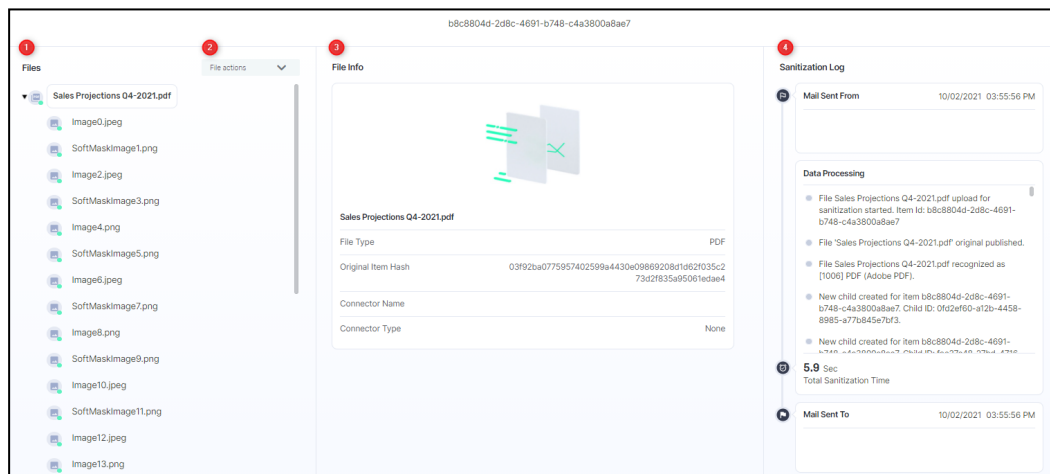 b8c8804d-2d8c-4691-b748-c4a3800a8ae7
1
Files
2
File actions
Sales Projections Q4-2021.pdf
Image0.jpeg
SoftMaskImage1.png
Image2.jpeg
SoftMaskImage3.png
Image4.png
SoftMaskImage5.png
Image6.jpeg
SoftMaskImage7.png
Image8.png
SoftMaskImage9.png
Image10.jpeg
SoftMaskImage11.png
Image12.jpeg
Image13.png
3
File Info
Sales Projections Q4-2021.pdf
File Type PDF
Original Item Hash 03f92ba0775957402599a4430e09869208d1d62f035c2
73d2f835a95061edae4
Connector Name
Connector Type None
4
Sanitization Log
Mail Sent From 10/02/2021 03:55:56 PM
Data Processing
File Sales Projections Q4-2021.pdf upload for
sanitization started. Item Id: b8c8804d-2d8c-4691-
b748-c4a3800a8ae7
File 'Sales Projections Q4-2021.pdf' original published.
File Sales Projections Q4-2021.pdf recognized as
[1006] PDF (Adobe PDF).
New child created for item b8c8804d-2d8c-4691-
b748-c4a3800a8ae7. Child ID: 0fd2ef60-a12b-4458-
8985-a77b845e7bf3.
New child created for item b8c8804d-2d8c-4691-
b748-c4a3800a8ae7. Child ID:
5.9 Sec
Total Sanitization Time
Mail Sent To 10/02/2021 03:55:56 PM